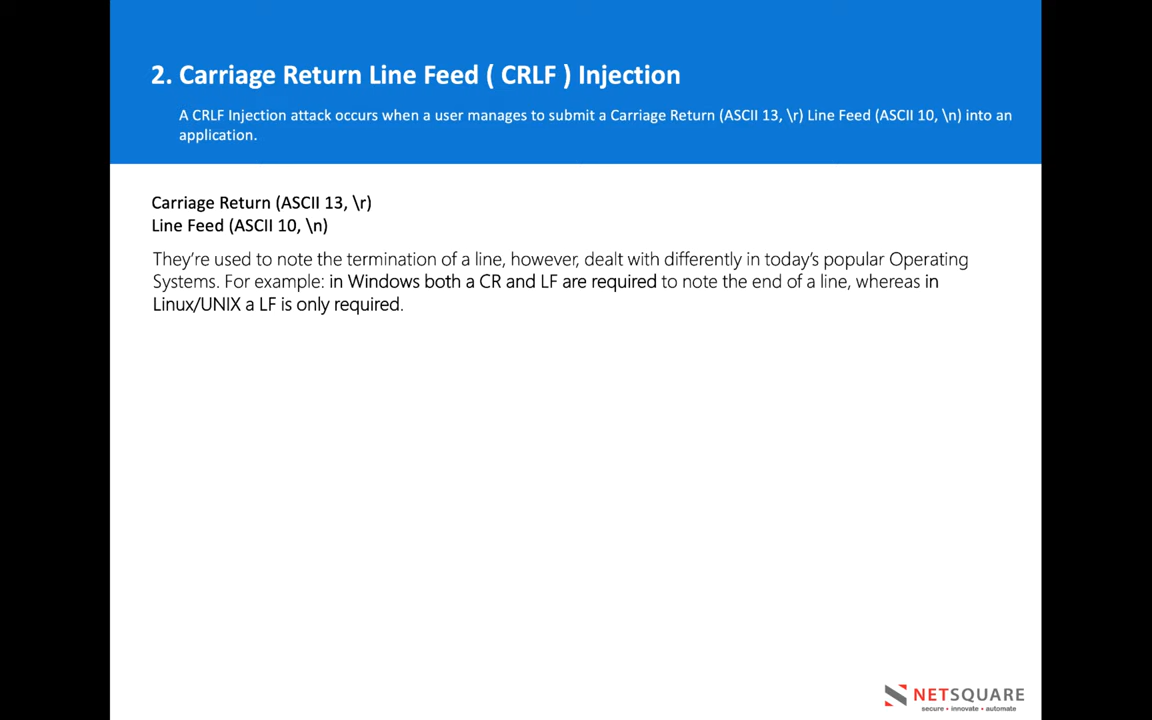 2. Carriage Return Line Feed ( CRLF ) Injection
A CRLF Injection attack occurs when a user manages to submit a Carriage Return (ASCII 13, \r) Line Feed (ASCII 10, \n) into an
application.
Carriage Return (ASCII 13, \r)
Line Feed (ASCII 10, \n)
They're used to note the termination of a line, however, dealt with differently in today's popular Operating
Systems. For example: in Windows both a CR and LF are required to note the end of a line, whereas in
Linux/UNIX a LF is only required.
NETSQUARE
secure • innovate • automate